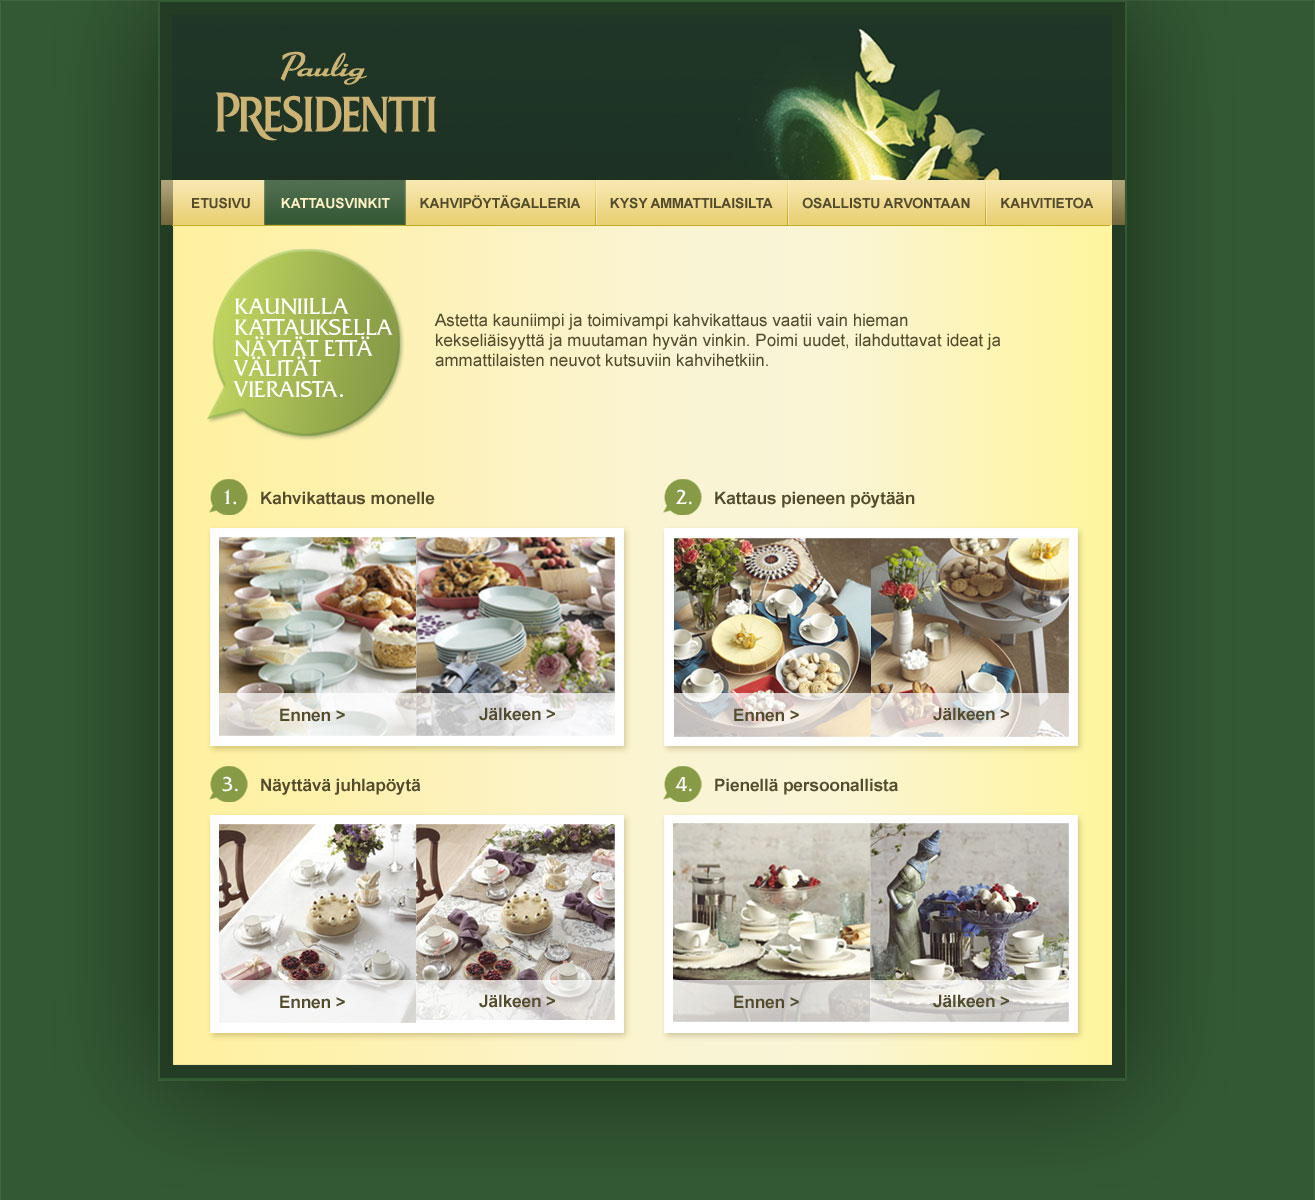 Paulig
PRESIDENTTI
ETUSIVU
KATTAUSVINKIT
KAHVIPÖYTÄGALLERIA
KYSY AMMATTILAISILTA
OSALLISTU ARVONTAAN
KAHVITIETOA
KAUNIILLA
KATTAUKSELLA
NÄYTÄT ETTÄ
VÄLITÄT
VIERAISTA.
Astetta kauniimpi ja toimivampi kahvikattaus vaatii vain hieman
kekseliäisyyttä ja muutaman hyvän vinkin. Poimi uudet, ilahduttavat ideat ja
ammattilaisten neuvot kutsuviin kahvihetkiin.
1. Kahvikattaus monelle
Ennen >
Jälkeen >
2. Kattaus pieneen pöytään
Ennen >
Jälkeen >
3. Näyttävä juhlapöytä
Ennen >
Jälkeen >
4. Pienellä persoonallista
Ennen >
Jälkeen >